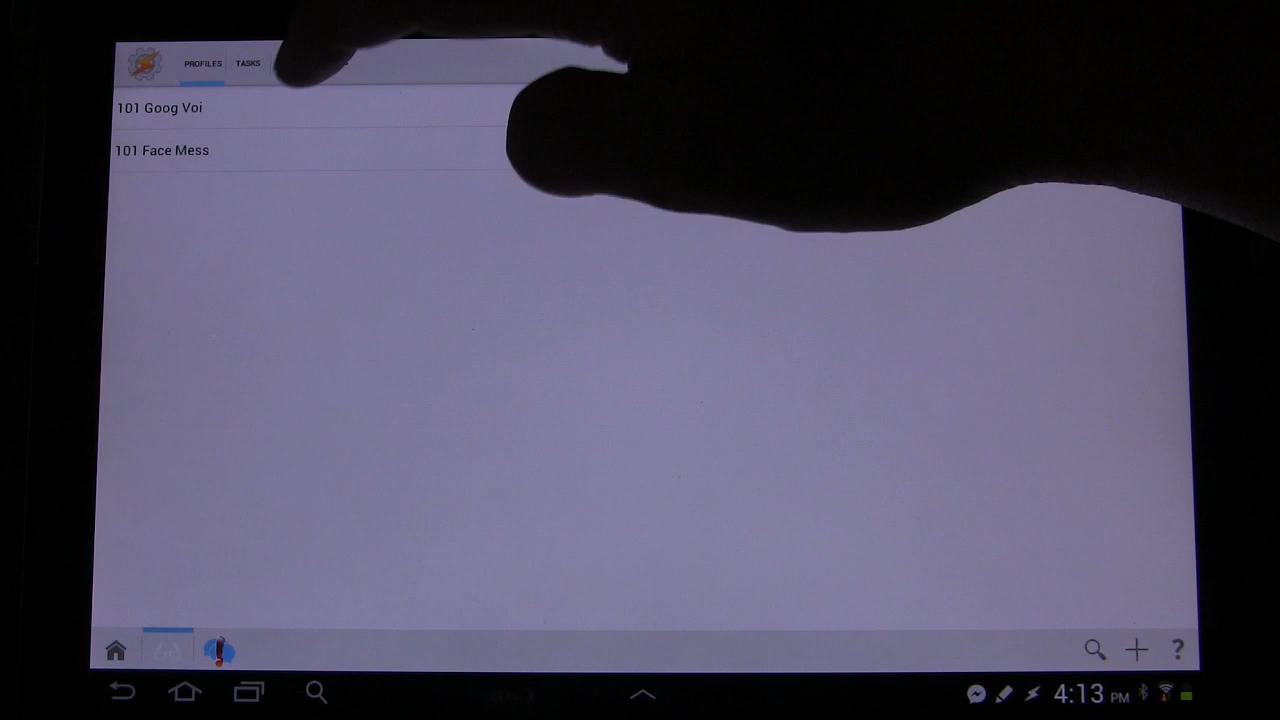 PROFILES TASKS
101 Goog Voi
101 Face Mess
?
4:13 PM